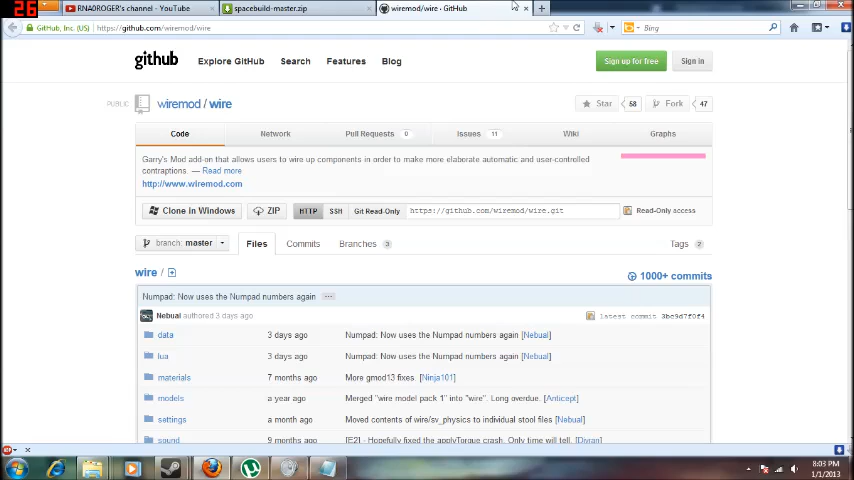 26
RNA0ROGER's channel - YouTube
spacebuild-master.zip
wiremod/wire · GitHub
GitHub, Inc. (US)
https://github.com/wiremod/wire
Bing
github
Explore GitHub
Search
Features
Blog
Sign up for free
Sign in
PUBLIC
wiremod / wire
Star
58
Fork
47
Code
Network
Pull Requests
0
Issues
11
Wiki
Graphs
Garry's Mod add-on that allows users to wire up components in order to make more elaborate automatic and user-controlled
contraptions. — Read more
http://www.wiremod.com
Clone in Windows
ZIP
HTTP
SSH
Git Read-Only
https://github.com/wiremod/wire.git
Read-Only access
branch: master
Files
Commits
Branches
3
Tags
2
wire /
1000+ commits
Numpad: Now uses the Numpad numbers again
Nebual authored 3 days ago
latest commit 3bc9d7f0f4
data
3 days ago
Numpad: Now uses the Numpad numbers again [Nebual]
lua
3 days ago
Numpad: Now uses the Numpad numbers again [Nebual]
materials
7 months ago
More gmod13 fixes. [Ninja101]
models
a year ago
Merged "wire model pack 1" into "wire". Long overdue. [Anticept]
settings
a month ago
Moved contents of wire/sv_physics to individual stool files [Nebual]
sound
9 months ago
[E2] - Hopefully fixed the applyTorque crash. Only time will tell. [Divran]
8:03 PM
1/1/2013